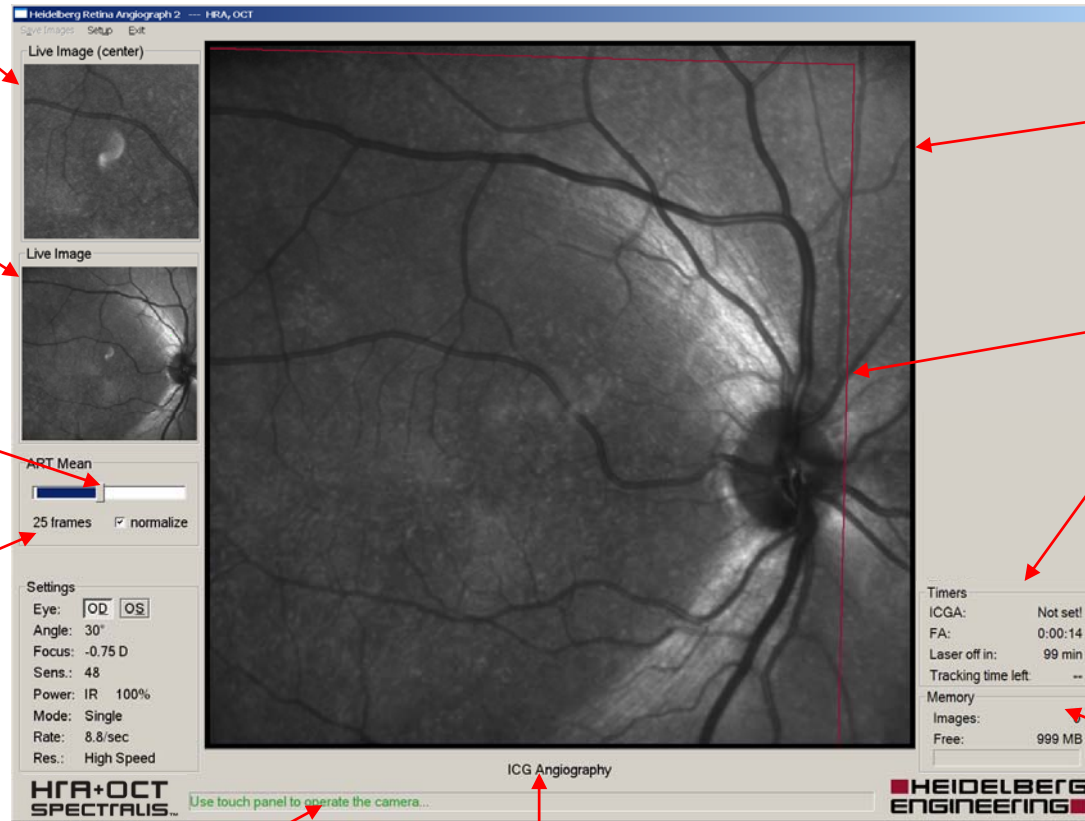 Heidelberg Retina Angiograph 2 --- HRA, OCT
Save Images Setup Exit
Live Image (center)
Live Image
ART Mean
25 frames normalize
Settings
Eye: OD OS
Angle: 30°
Focus: -0.75 D
Sens.: 48
Power: IR 100%
Mode: Single
Rate: 8.8/sec
Res.: High Speed
HRA+OCT
SPECTRALIS™
Use touch panel to operate the camera...
ICG Angiography
Timers
ICGA: Not set!
FA: 0:00:14
Laser off in: 99 min
Tracking time left: --
Memory
Images:
Free: 999 MB
HEIDELBERG
ENGINEERING